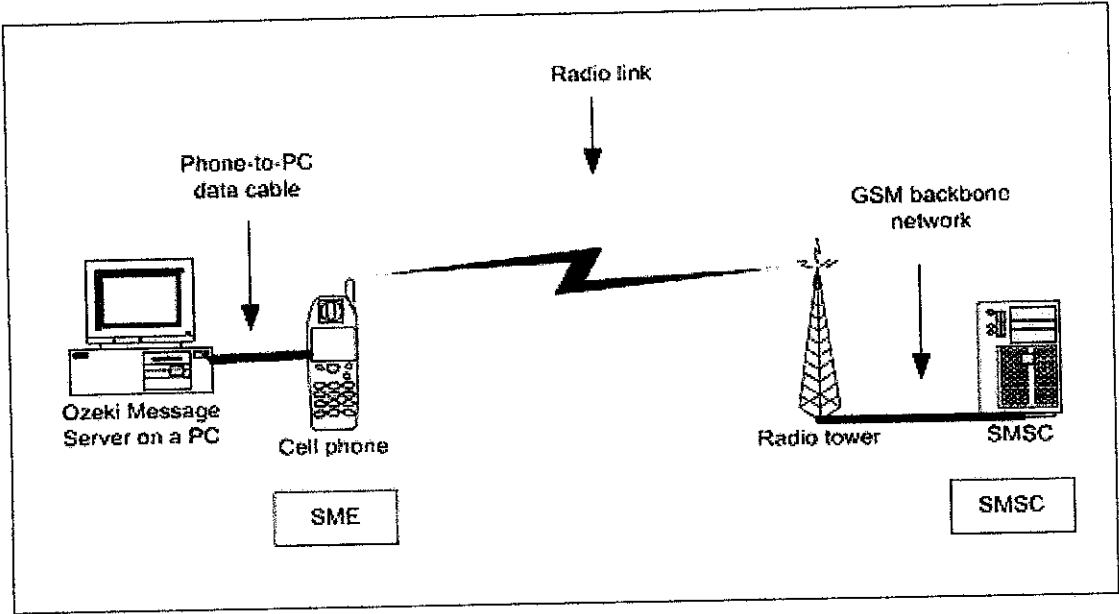 Radio link
Phone-to-PC
data cable
GSM backbone
network
Ozeki Message
Server on a PC
Cell phone
Radio tower
SMSC
SME
SMSC